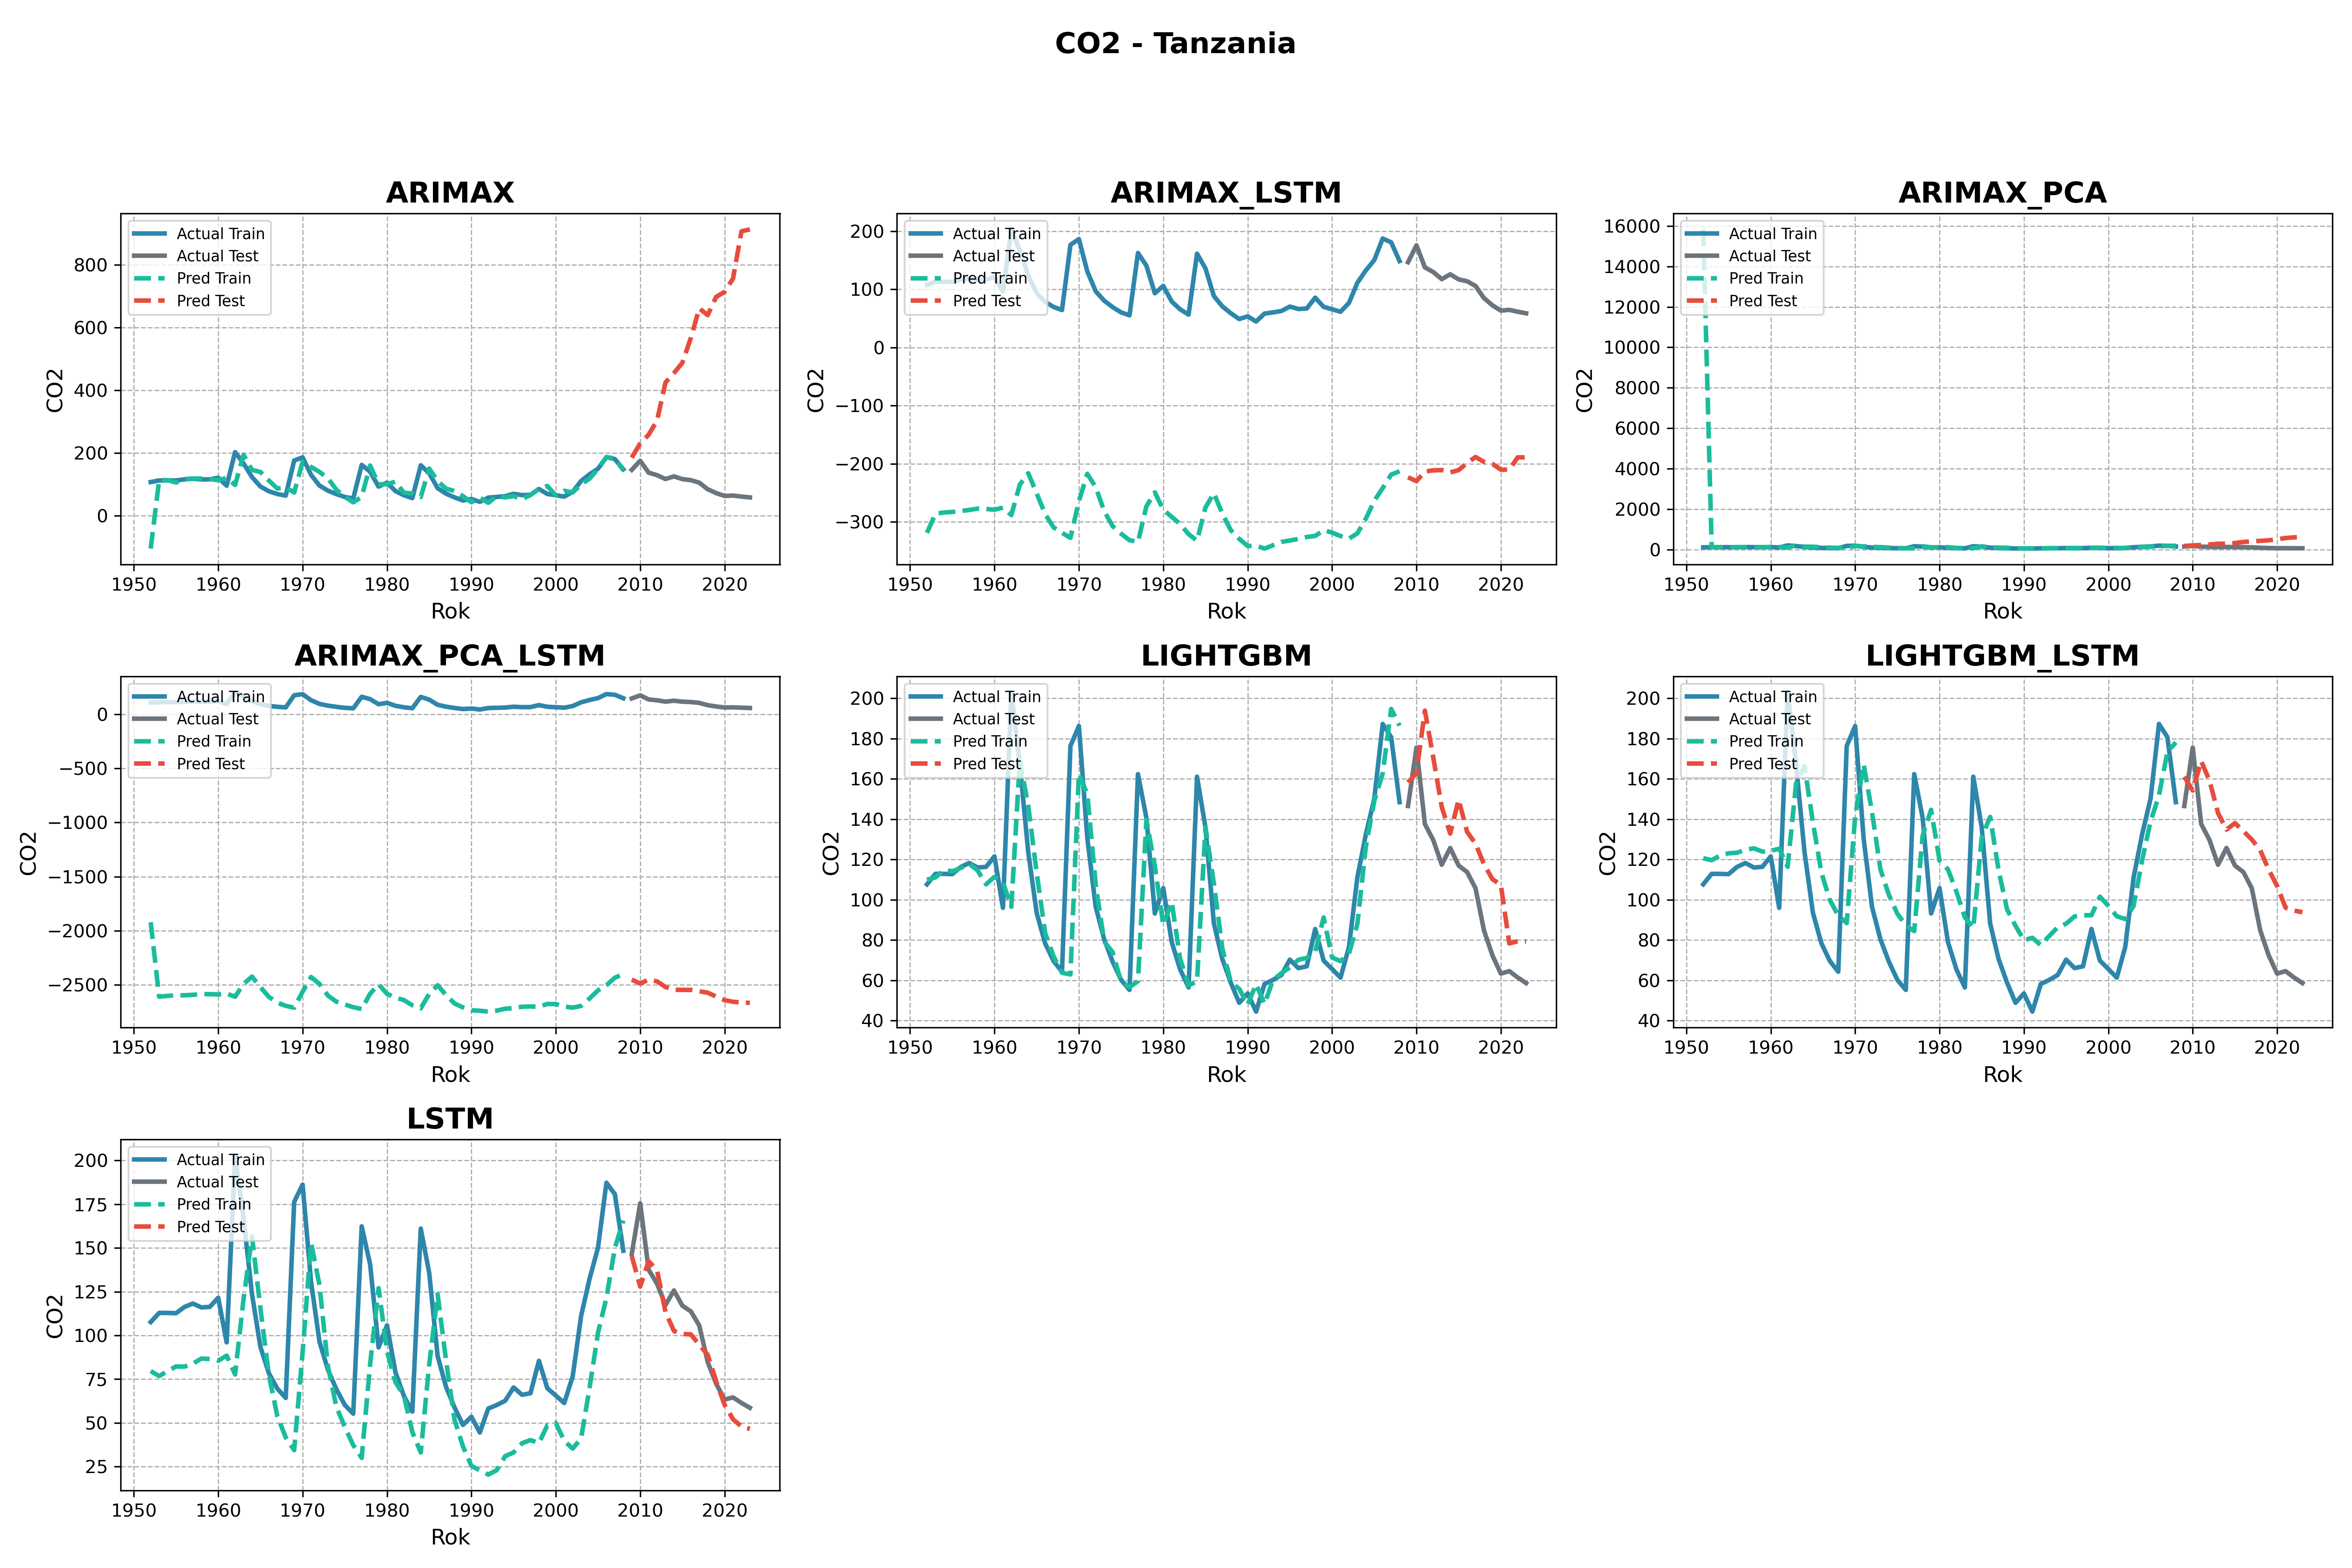 CO2 - Tanzania
ARIMAX
Actual Train
Actual Test
Pred Train
Pred Test
CO2
800
600
400
200
0
1950 1960 1970 1980 1990 2000 2010 2020
Rok
ARIMAX_LSTM
Actual Train
Actual Test
Pred Train
Pred Test
CO2
200
100
0
−100
−200
−300
1950 1960 1970 1980 1990 2000 2010 2020
Rok
ARIMAX_PCA
Actual Train
Actual Test
Pred Train
Pred Test
CO2
16000
14000
12000
10000
8000
6000
4000
2000
0
1950 1960 1970 1980 1990 2000 2010 2020
Rok
ARIMAX_PCA_LSTM
Actual Train
Actual Test
Pred Train
Pred Test
CO2
0
−500
−1000
−1500
−2000
−2500
1950 1960 1970 1980 1990 2000 2010 2020
Rok
LIGHTGBM
Actual Train
Actual Test
Pred Train
Pred Test
CO2
200
180
160
140
120
100
80
60
40
1950 1960 1970 1980 1990 2000 2010 2020
Rok
LIGHTGBM_LSTM
Actual Train
Actual Test
Pred Train
Pred Test
CO2
200
180
160
140
120
100
80
60
40
1950 1960 1970 1980 1990 2000 2010 2020
Rok
LSTM
Actual Train
Actual Test
Pred Train
Pred Test
CO2
200
175
150
125
100
75
50
25
1950 1960 1970 1980 1990 2000 2010 2020
Rok